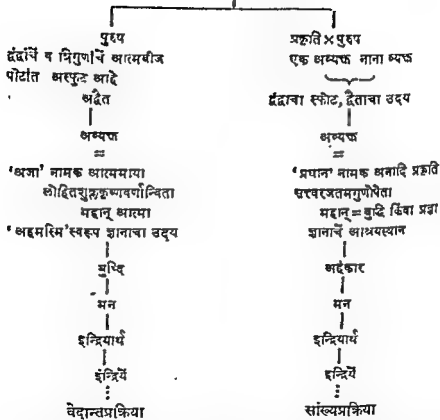 पुरुष
द्वंद्वांचें व त्रिगुणांचें आत्मबीज
पोटांत अस्फुट आहे
अद्वैत
अव्यक्त
=
'अजा' नामक आत्ममाया
लोहितशुक्लकृष्णवर्णान्विता
महान् आत्मा
'अहमस्मि' स्वरूप ज्ञानाचा उदय
बुध्दि
मन
इन्द्रियार्थ
इंद्रियें
वेदान्तप्रक्रिया
प्रकृति × पुरुष
एक अव्यक्त नाना व्यक्त
द्वंद्वाचा स्फोट, द्वैताचा उदय
अव्यक्त
=
'प्रधान' नामक अनादि प्रकृति
सत्त्वरजतमगुणोपेता
महान् = बुद्धि किंवा प्रज्ञा
ज्ञानाचें आश्रयस्थान
अहंकार
मन
इन्द्रियार्थ
इन्द्रियें
सांख्यप्रक्रिया